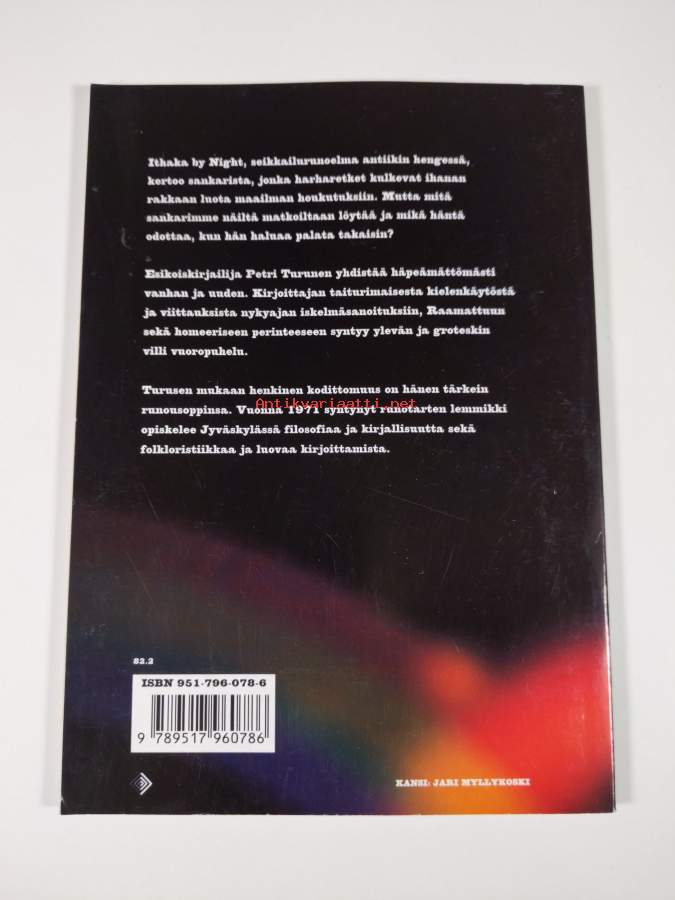 Ithaka by Night, seikkailurunoelma antiikin hengessä,
kertoo sankarista, jonka harharetket kulkevat ihanan
rakkaan luota maailman houkutuksiin. Mutta mitä
sankarimme näiltä matkoiltaan löytää ja mikä häntä
odottaa, kun hän haluaa palata takaisin?
Esikoiskirjailija Petri Turunen yhdistää häpeämättömästi
vanhan ja uuden. Kirjoittajan taiturimaisesta kielenkäytöstä
ja viittauksista nykyajan iskelmäsanoituksiin, Raamattuun
sekä homeeriseen perinteeseen syntyy ylevän ja groteskin
villi vuoropuhelu.
Turusen mukaan henkinen kodittomuus on hänen tärkein
Antikvariaatti.net
runousoppinsa. Vuonna 1971 syntynyt runotarten lemmikki
opiskelee Jyväskylässä filosofiaa ja kirjallisuutta sekä
folkloristiikkaa ja luovaa kirjoittamista.
82.2
ISBN 951-796-078-6
9 789517 960786
KANSI: JARI MYLLYKOSKI